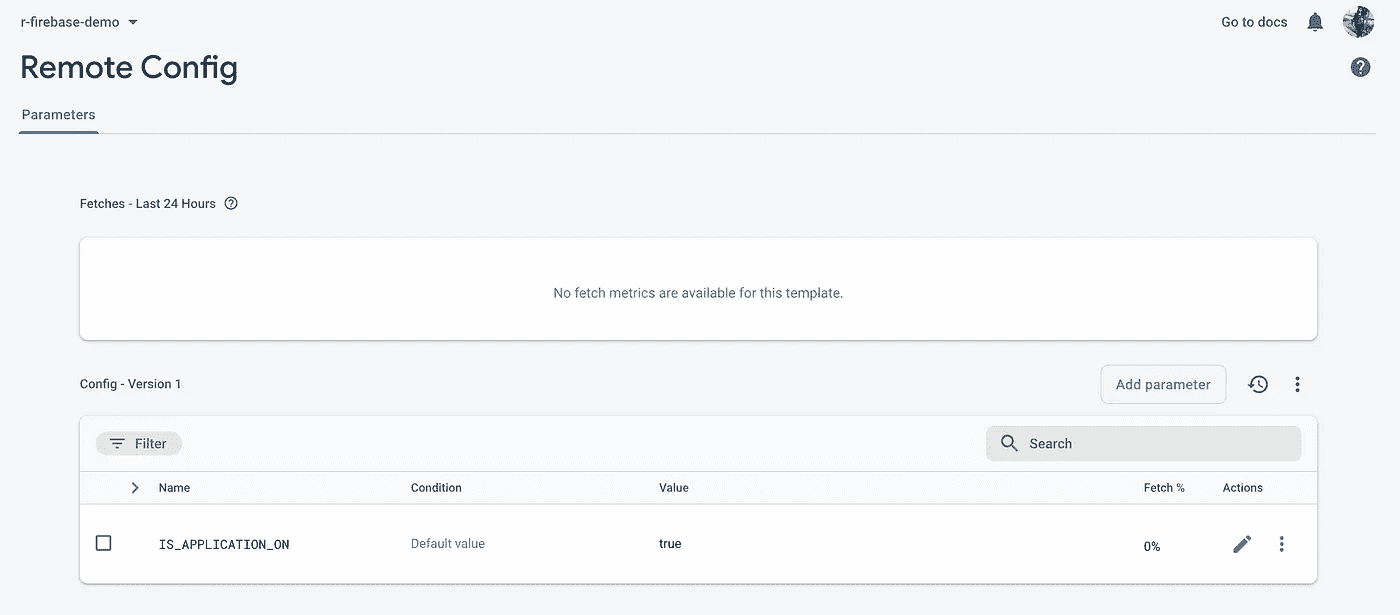 r-firebase-demo
Go to docs
Remote Config
Parameters
Fetches - Last 24 Hours
No fetch metrics are available for this template.
Config - Version 1
Add parameter
Filter
Search
Name Condition Value Fetch % Actions
IS_APPLICATION_ON Default value true 0%